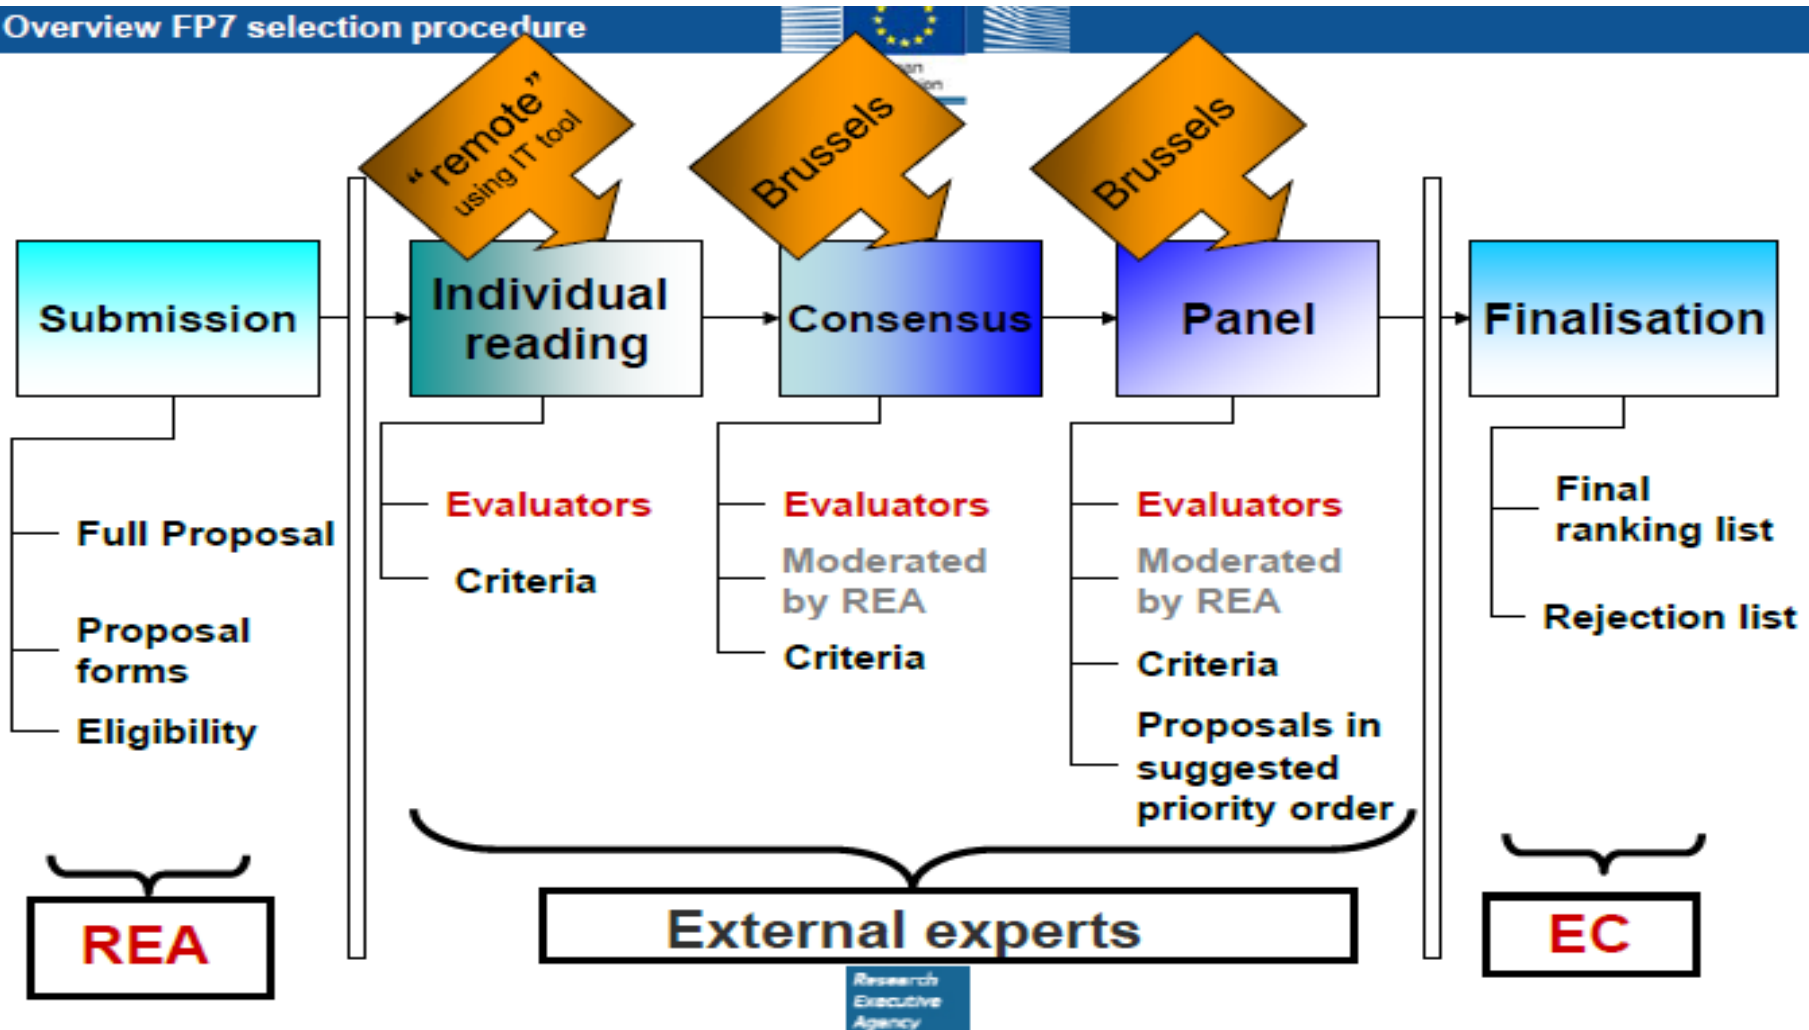 Overview FP7 selection procedure
“remote”
using IT tool
Brussels
Brussels
Submission
Individual
reading
Consensus
Panel
Finalisation
Full Proposal
Proposal
forms
Eligibility
Evaluators
Criteria
Evaluators
Moderated
by REA
Criteria
Evaluators
Moderated
by REA
Criteria
Proposals in
suggested
priority order
Final
ranking list
Rejection list
REA
External experts
EC
Research
Executive
Agency